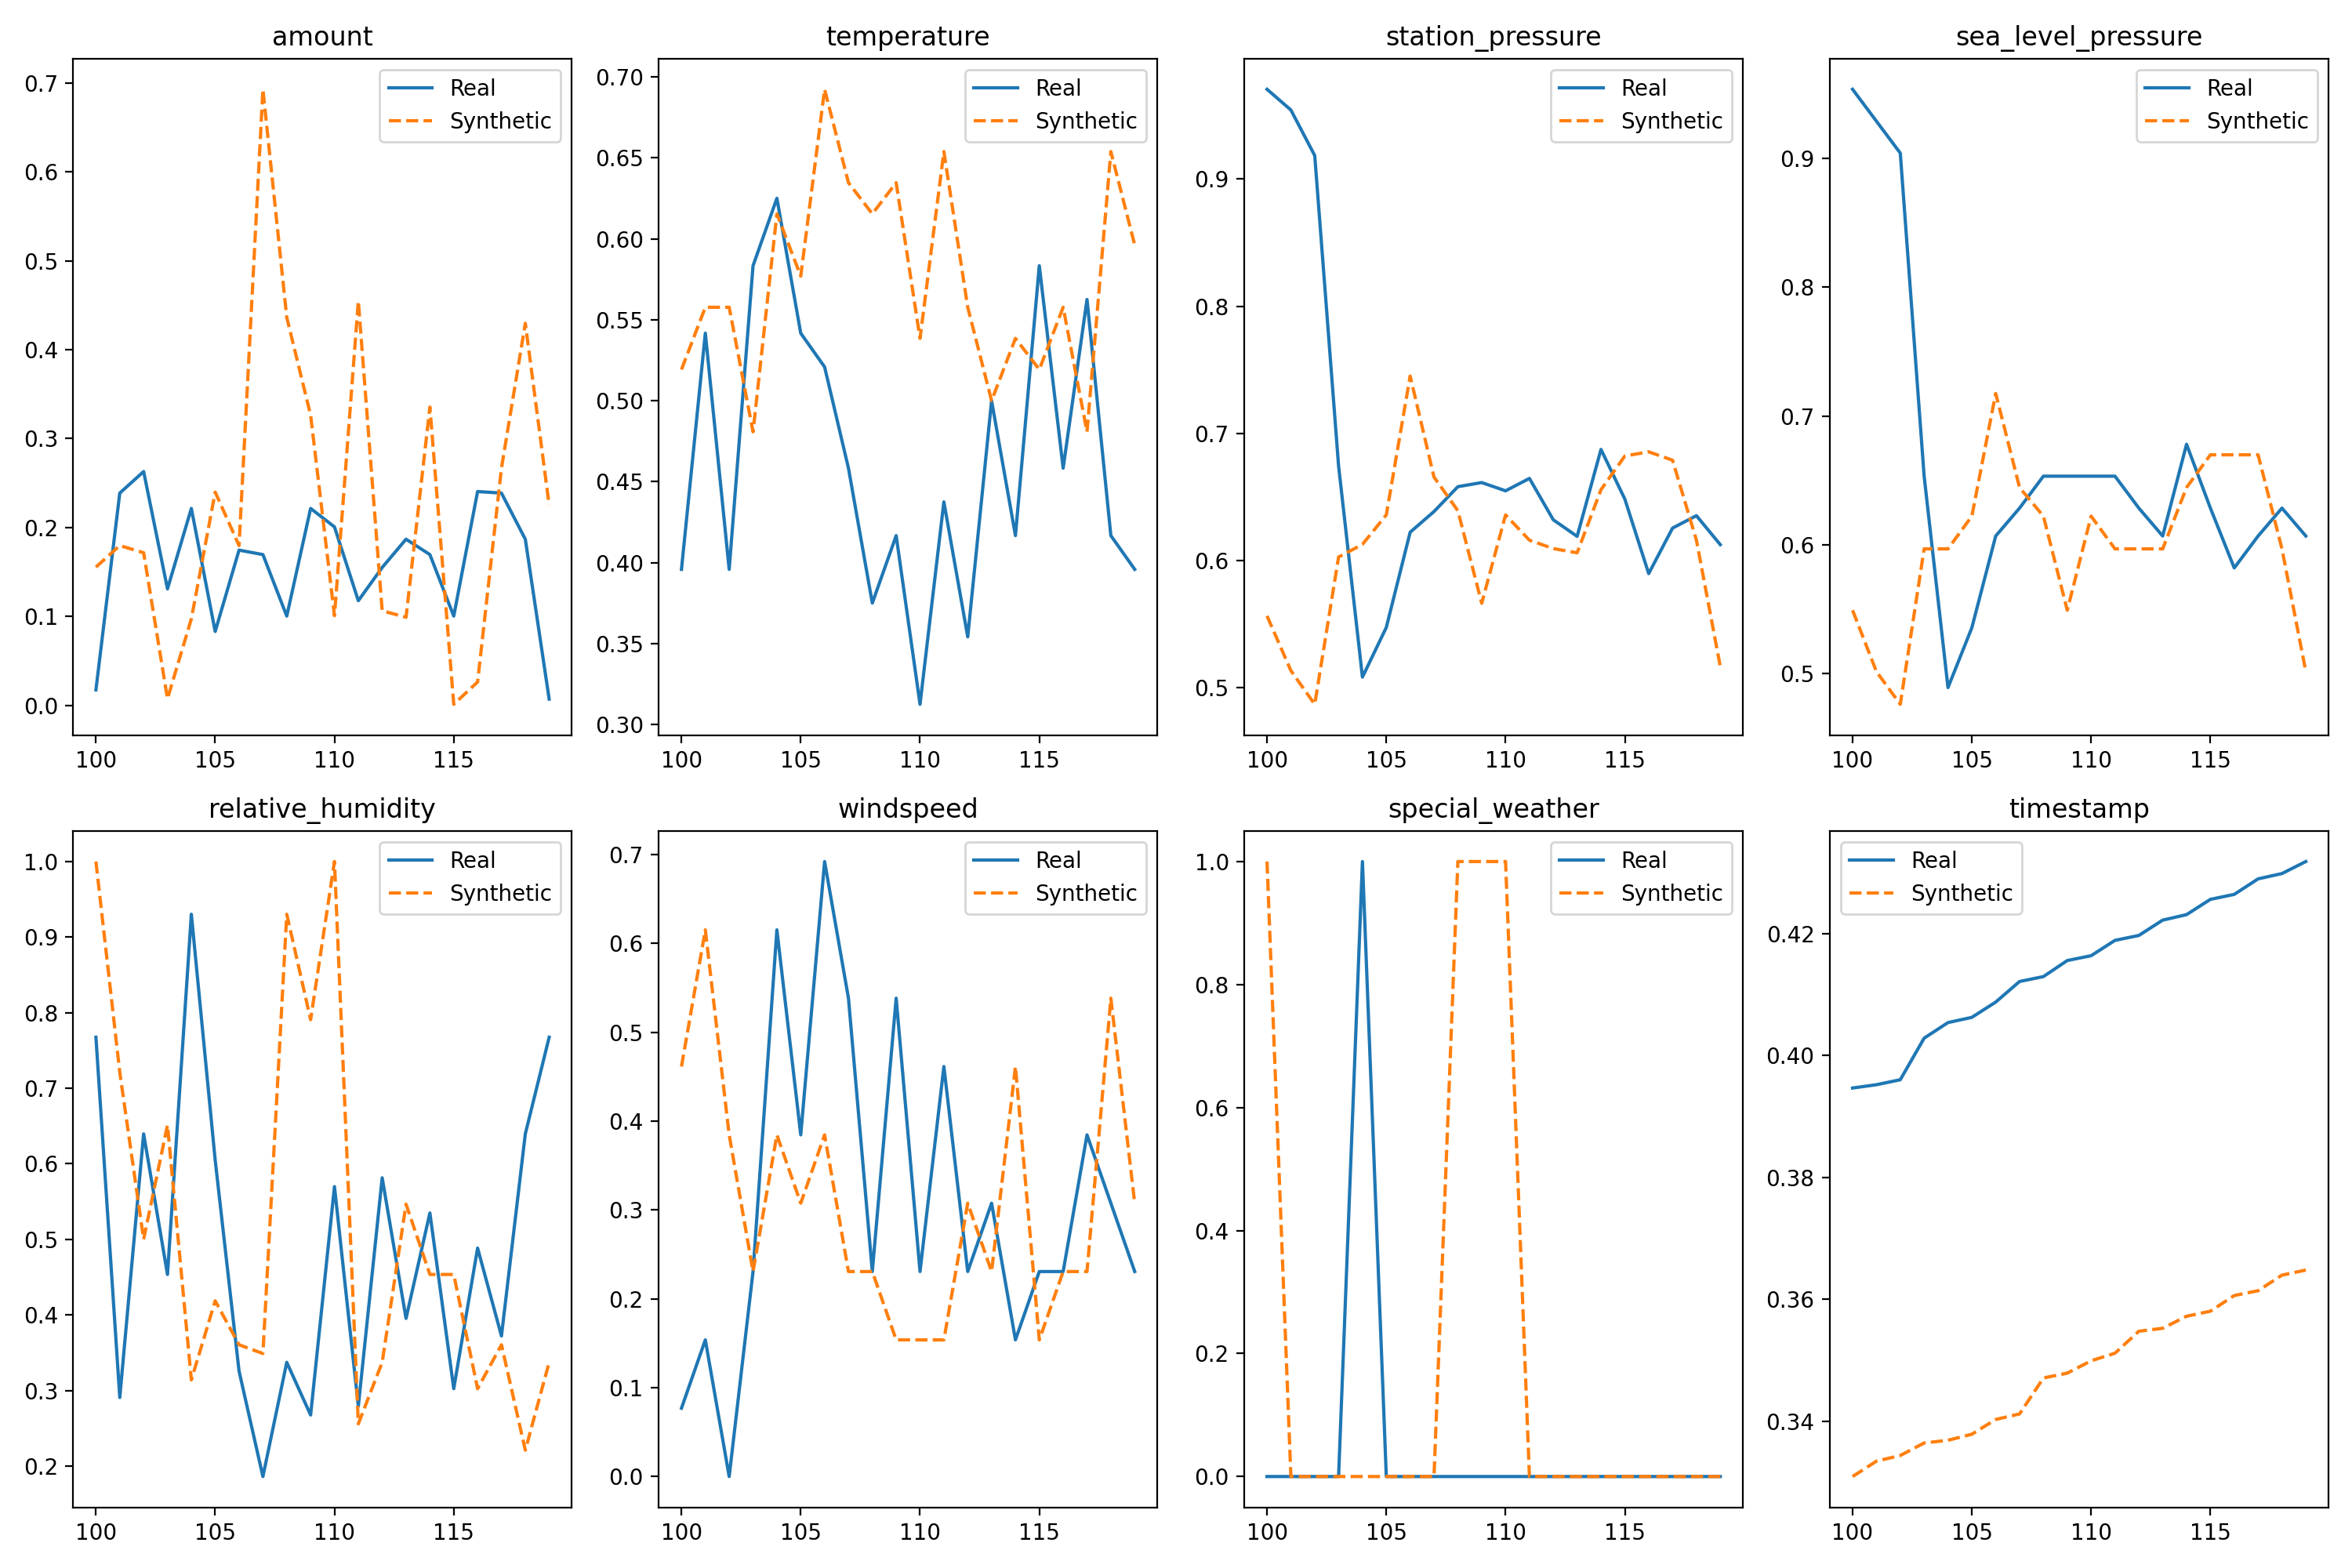 amount
0.7
0.6
0.5
0.4
0.3
0.2
0.1
0.0
100 105 110 115
Real
Synthetic
temperature
0.70
0.65
0.60
0.55
0.50
0.45
0.40
0.35
0.30
100 105 110 115
Real
Synthetic
station_pressure
0.9
0.8
0.7
0.6
0.5
100 105 110 115
Real
Synthetic
sea_level_pressure
0.9
0.8
0.7
0.6
0.5
100 105 110 115
Real
Synthetic
relative_humidity
1.0
0.9
0.8
0.7
0.6
0.5
0.4
0.3
0.2
100 105 110 115
Real
Synthetic
windspeed
0.7
0.6
0.5
0.4
0.3
0.2
0.1
0.0
100 105 110 115
Real
Synthetic
special_weather
1.0
0.8
0.6
0.4
0.2
0.0
100 105 110 115
Real
Synthetic
timestamp
0.42
0.40
0.38
0.36
0.34
100 105 110 115
Real
Synthetic